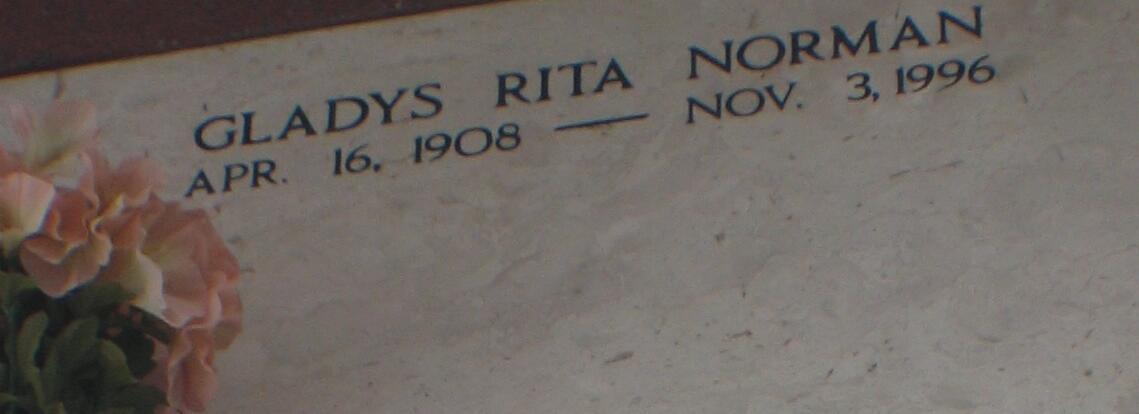 GLADYS RITA NORMAN
APR. 16, 1908 — NOV. 3, 1996